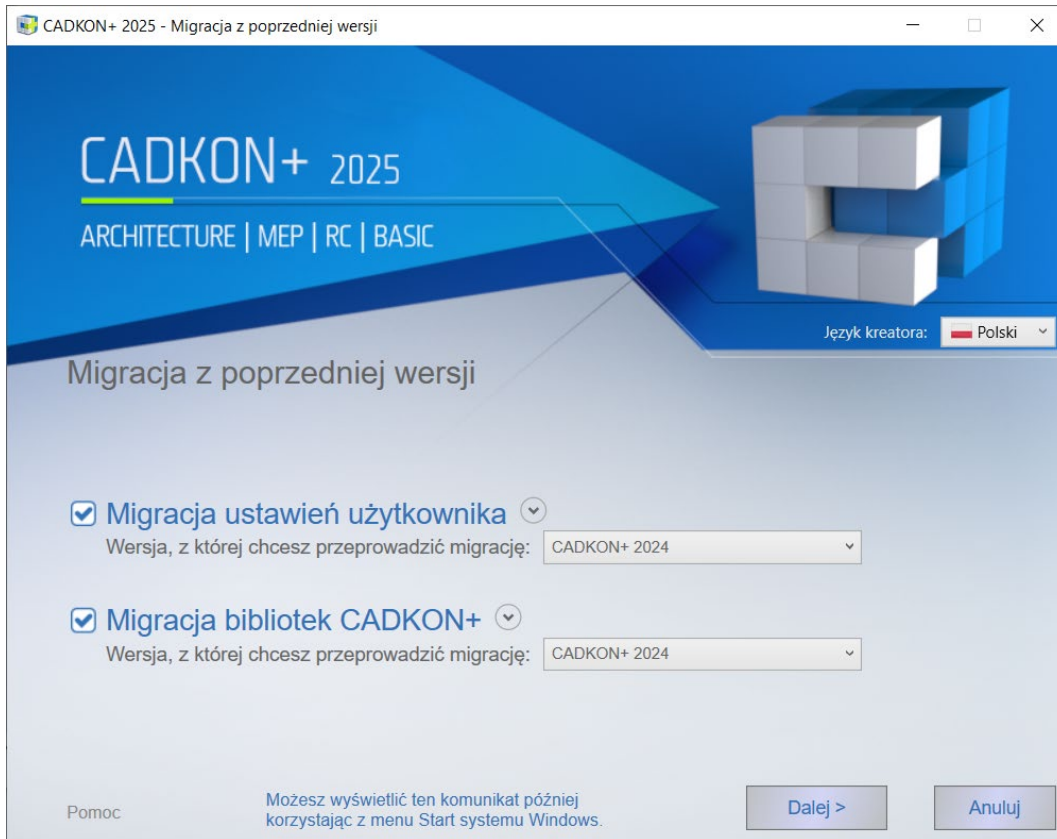 CADKON+ 2025 - Migracja z poprzedniej wersji
CADKON+ 2025
ARCHITECTURE | MEP | RC | BASIC
Język kreatora: Polski
Migracja z poprzedniej wersji
Migracja ustawień użytkownika
Wersja, z której chcesz przeprowadzić migrację: CADKON+ 2024
Migracja bibliotek CADKON+
Wersja, z której chcesz przeprowadzić migrację: CADKON+ 2024
Pomoc
Możesz wyświetlić ten komunikat później
korzystając z menu Start systemu Windows.
Dalej >
Anuluj